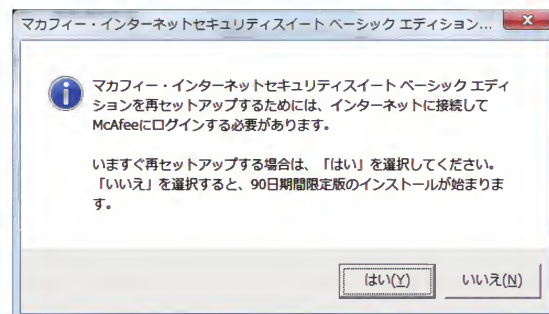 マカフィー・インターネットセキュリティスイート ベーシック エディション...
マカフィー・インターネットセキュリティスイート ベーシック エディ
ションを再セットアップするためには、インターネットに接続して
McAfeeにログインする必要があります。
いますぐ再セットアップする場合は、「はい」を選択してください。
「いいえ」を選択すると、90日期間限定版のインストールが始まりま
す。
はい(Y)
いいえ(N)